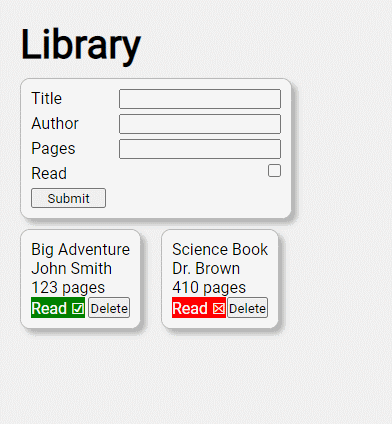 Library
Title
Author
Pages
Read
Submit
Big Adventure
John Smith
123 pages
Read ☑ Delete
Science Book
Dr. Brown
410 pages
Read ☒ Delete